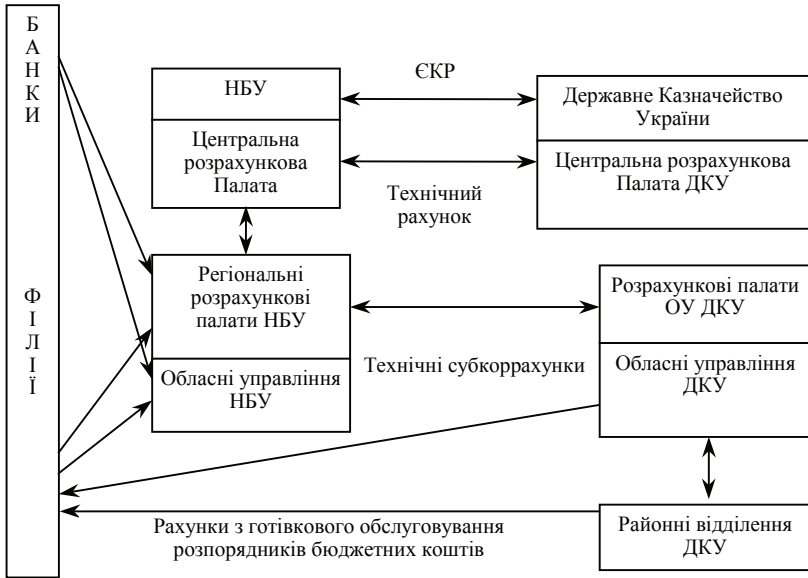 БАНКИ
ФІЛІЇ
НБУ
Центральна
розрахункова
Палата
ЄКР
Державне Казначейство
України
Центральна розрахункова
Палата ДКУ
Технічний
рахунок
Регіональні
розрахункові
палати НБУ
Обласні управління
НБУ
Технічні субкоррахунки
Розрахункові палати
ОУ ДКУ
Обласні управління
ДКУ
Рахунки з готівкового обслуговування
розпорядників бюджетних коштів
Районні відділення
ДКУ